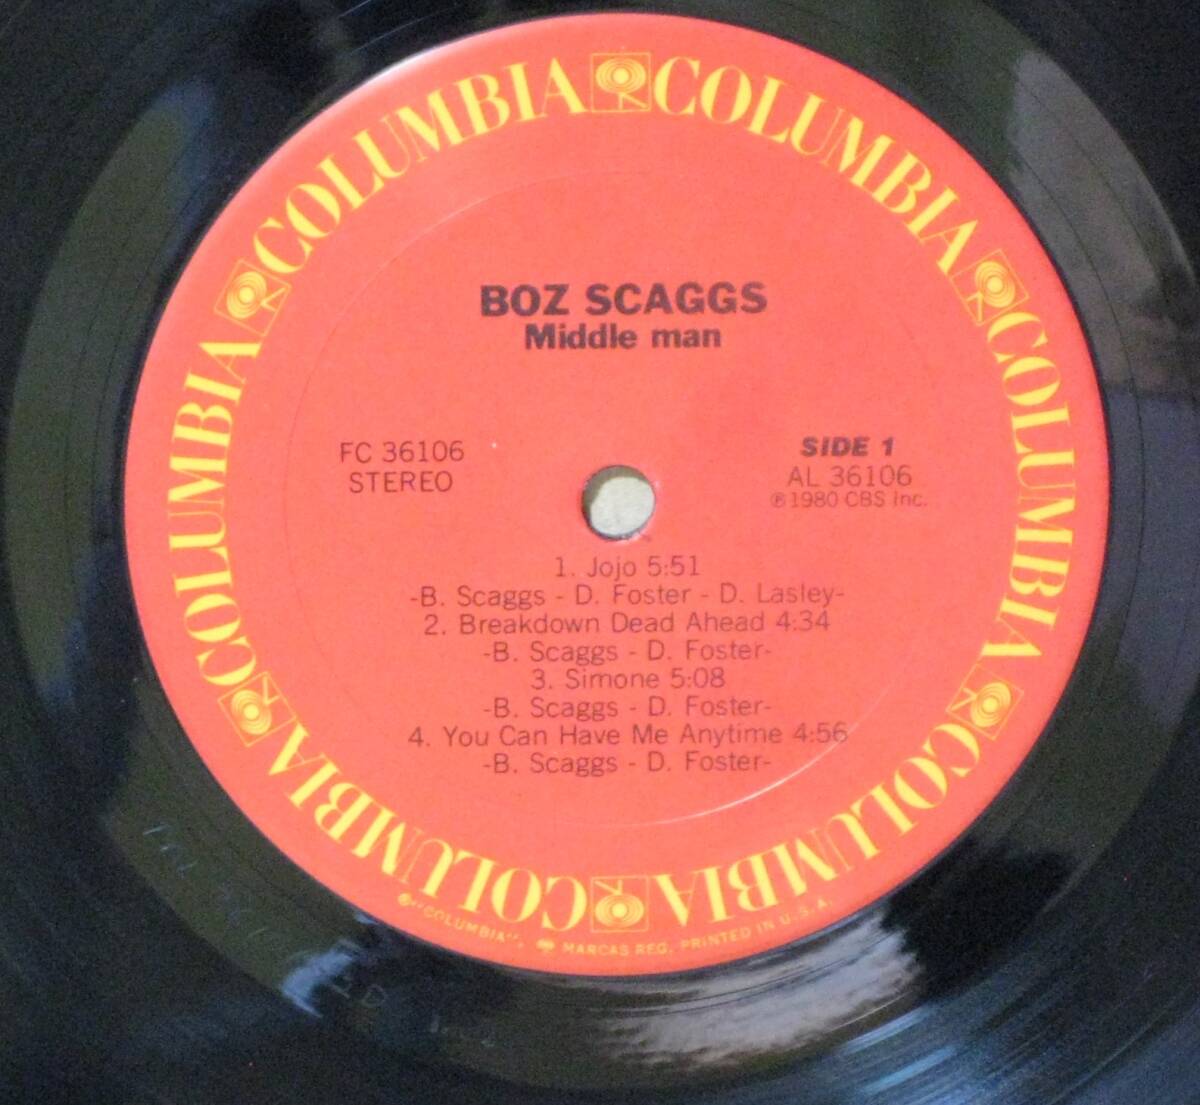 COLUMBIA COLUMBIA COLUMBIA COLUMBIA COLUMBIA COLUMBIA
BOZ SCAGGS
Middle man
FC 36106
STEREO
SIDE 1
AL 36106
℗ 1980 CBS Inc.
1. Jojo 5:51
-B. Scaggs - D. Foster - D. Lasley-
2. Breakdown Dead Ahead 4:34
-B. Scaggs - D. Foster-
3. Simone 5:08
-B. Scaggs - D. Foster-
4. You Can Have Me Anytime 4:56
-B. Scaggs - D. Foster-
®"COLUMBIA", MARCAS REG. PRINTED IN U.S.A.